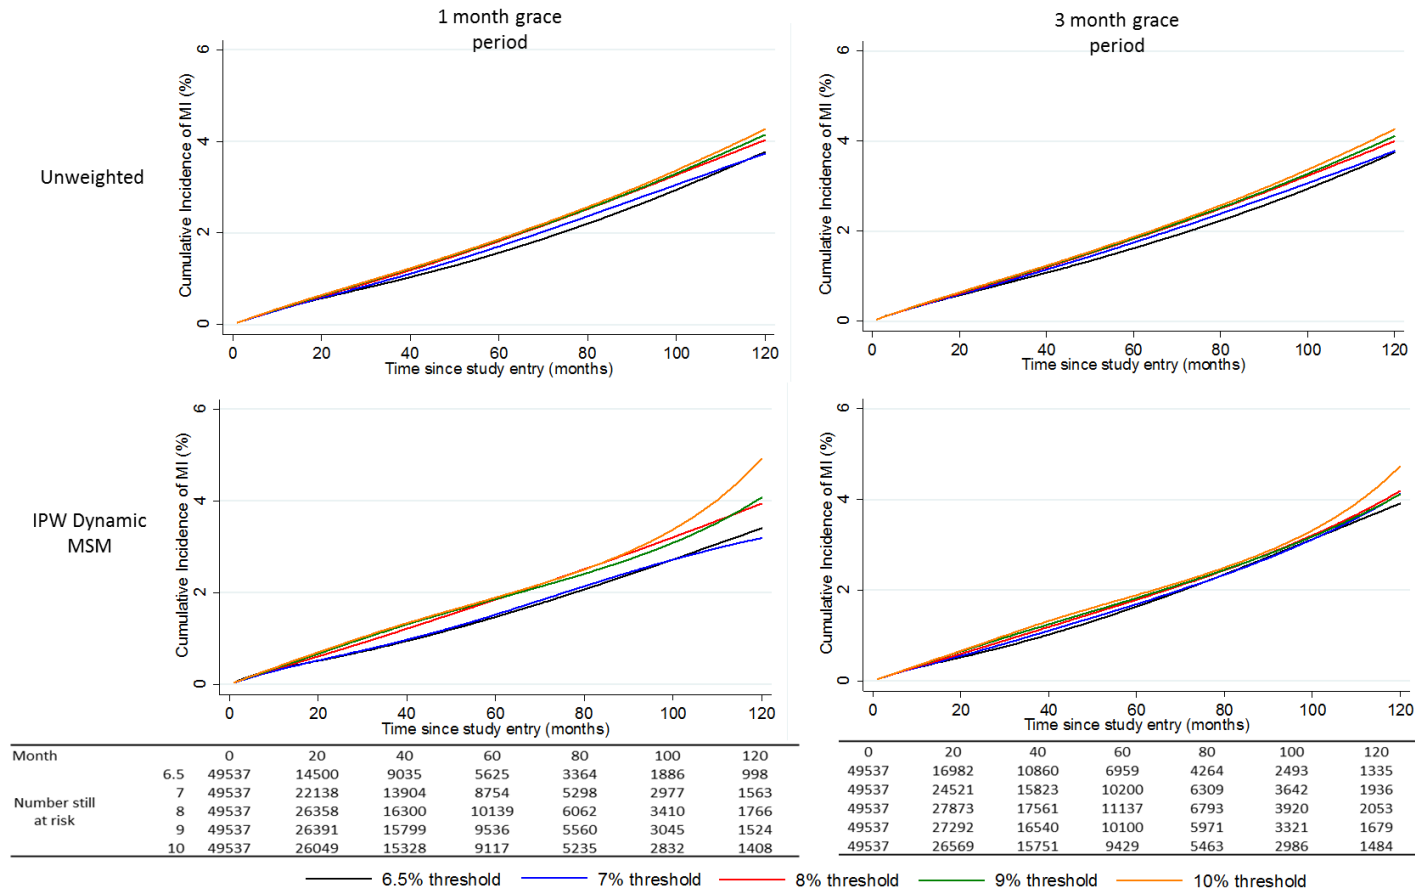 1 month grace
period
3 month grace
period
Unweighted
Cumulative Incidence of MI (%)
6
4
2
0
0 20 40 60 80 100 120
Time since study entry (months)
Cumulative Incidence of MI (%)
6
4
2
0
0 20 40 60 80 100 120
Time since study entry (months)
IPW Dynamic
MSM
Cumulative Incidence of MI (%)
6
4
2
0
0 20 40 60 80 100 120
Time since study entry (months)
Cumulative Incidence of MI (%)
6
4
2
0
0 20 40 60 80 100 120
Time since study entry (months)
Month 0 20 40 60 80 100 120
6.5 49537 14500 9035 5625 3364 1886 998
7 49537 22138 13904 8754 5298 2977 1563
Number still
at risk
8 49537 26358 16300 10139 6062 3410 1766
9 49537 26391 15799 9536 5560 3045 1524
10 49537 26049 15328 9117 5235 2832 1408
0 20 40 60 80 100 120
49537 16982 10860 6959 4264 2493 1335
49537 24521 15823 10200 6309 3642 1936
49537 27873 17561 11137 6793 3920 2053
49537 27292 16540 10100 5971 3321 1679
49537 26569 15751 9429 5463 2986 1484
6.5% threshold 7% threshold 8% threshold 9% threshold 10% threshold